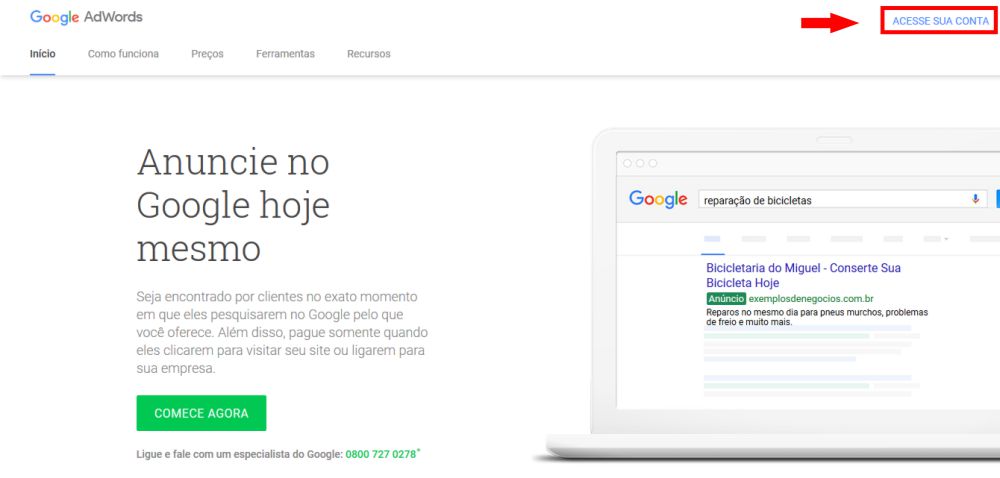 Google AdWords
ACESSE SUA CONTA
Início Como funciona Preços Ferramentas Recursos
Anuncie no
Google hoje
mesmo
Seja encontrado por clientes no exato momento
em que eles pesquisarem no Google pelo que
você oferece. Além disso, pague somente quando
eles clicarem para visitar seu site ou ligarem para
sua empresa.
COMECE AGORA
Ligue e fale com um especialista do Google: 0800 727 0278*
Google reparação de bicicletas
Bicicletaria do Miguel - Conserte Sua
Bicicleta Hoje
Anúncio exemplosdenegocios.com.br
Reparos no mesmo dia para pneus murchos, problemas
de freio e muito mais.